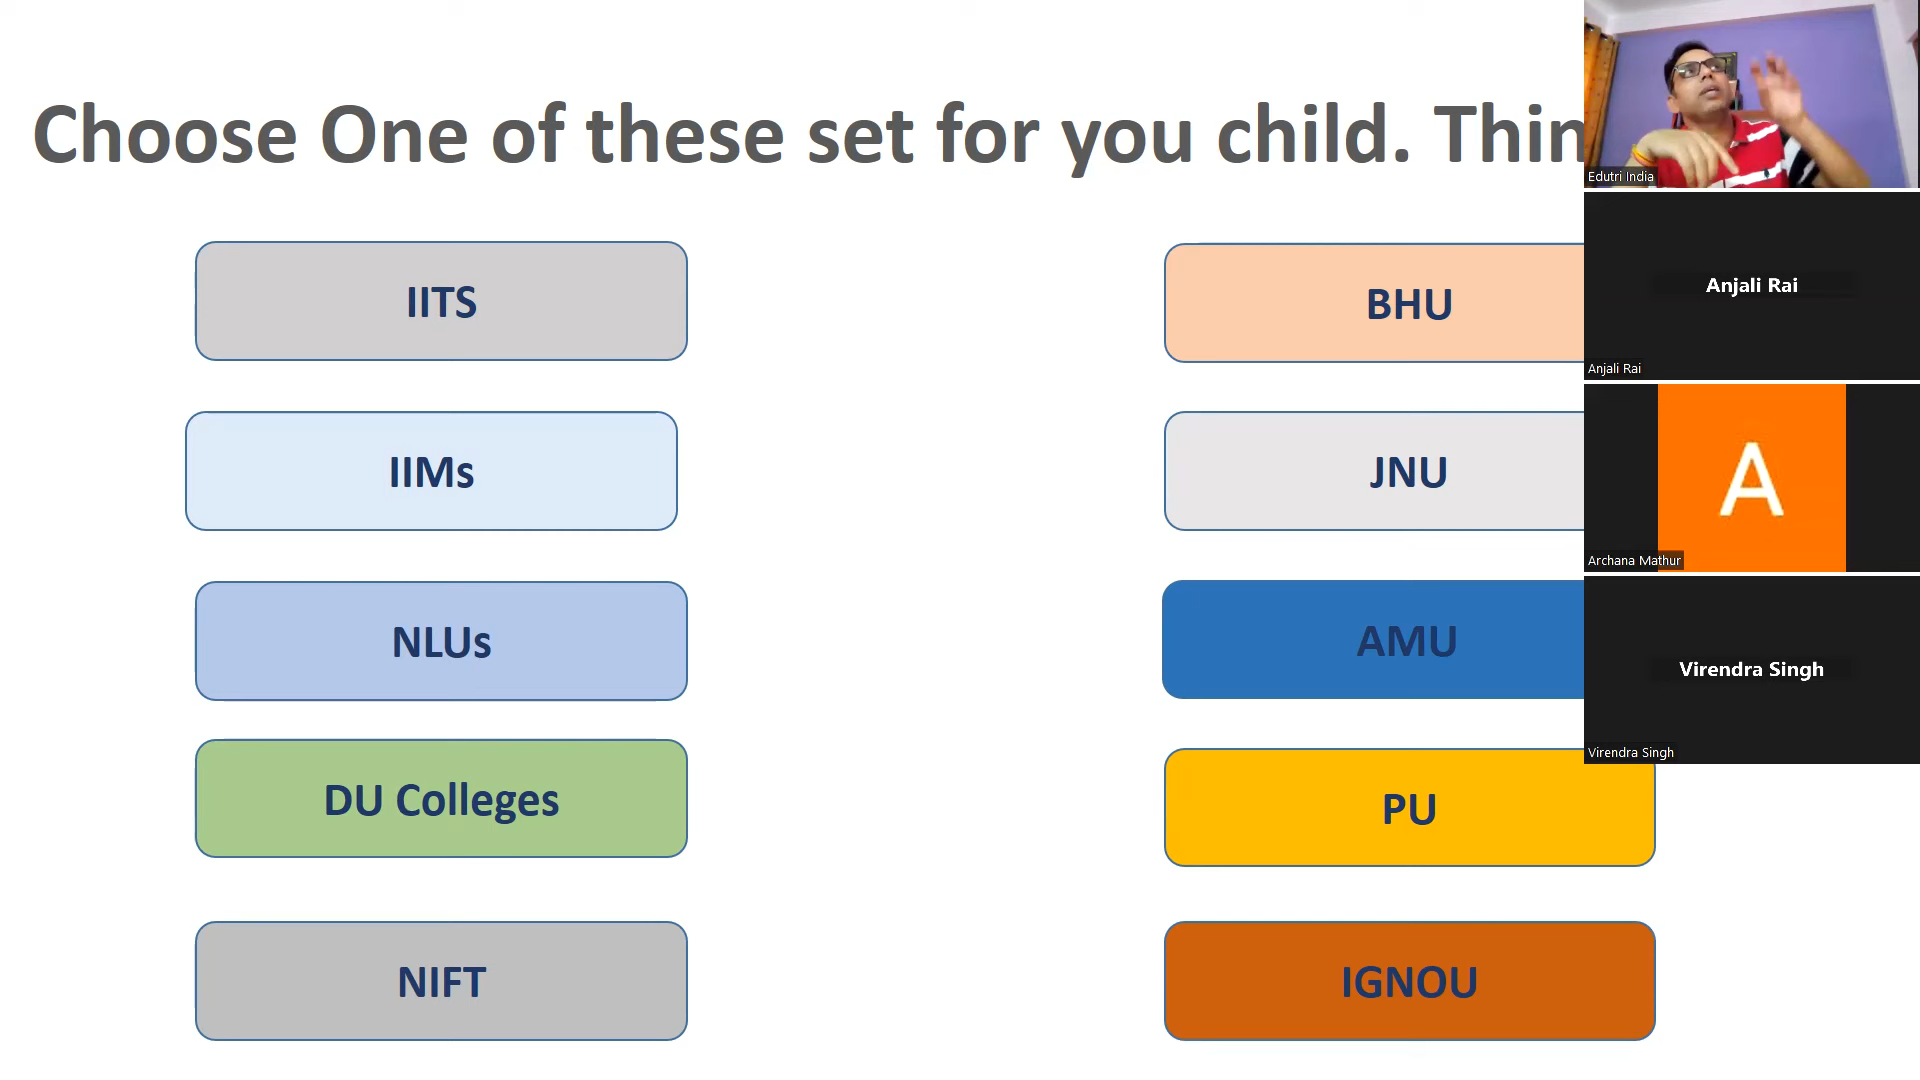 Choose One of these set for you child. Thin
IITS
IIMs
NLUs
DU Colleges
NIFT
BHU
JNU
AMU
PU
IGNOU
Edutri India
Anjali Rai
Anjali Rai
A
Archana Mathur
Virendra Singh
Virendra Singh